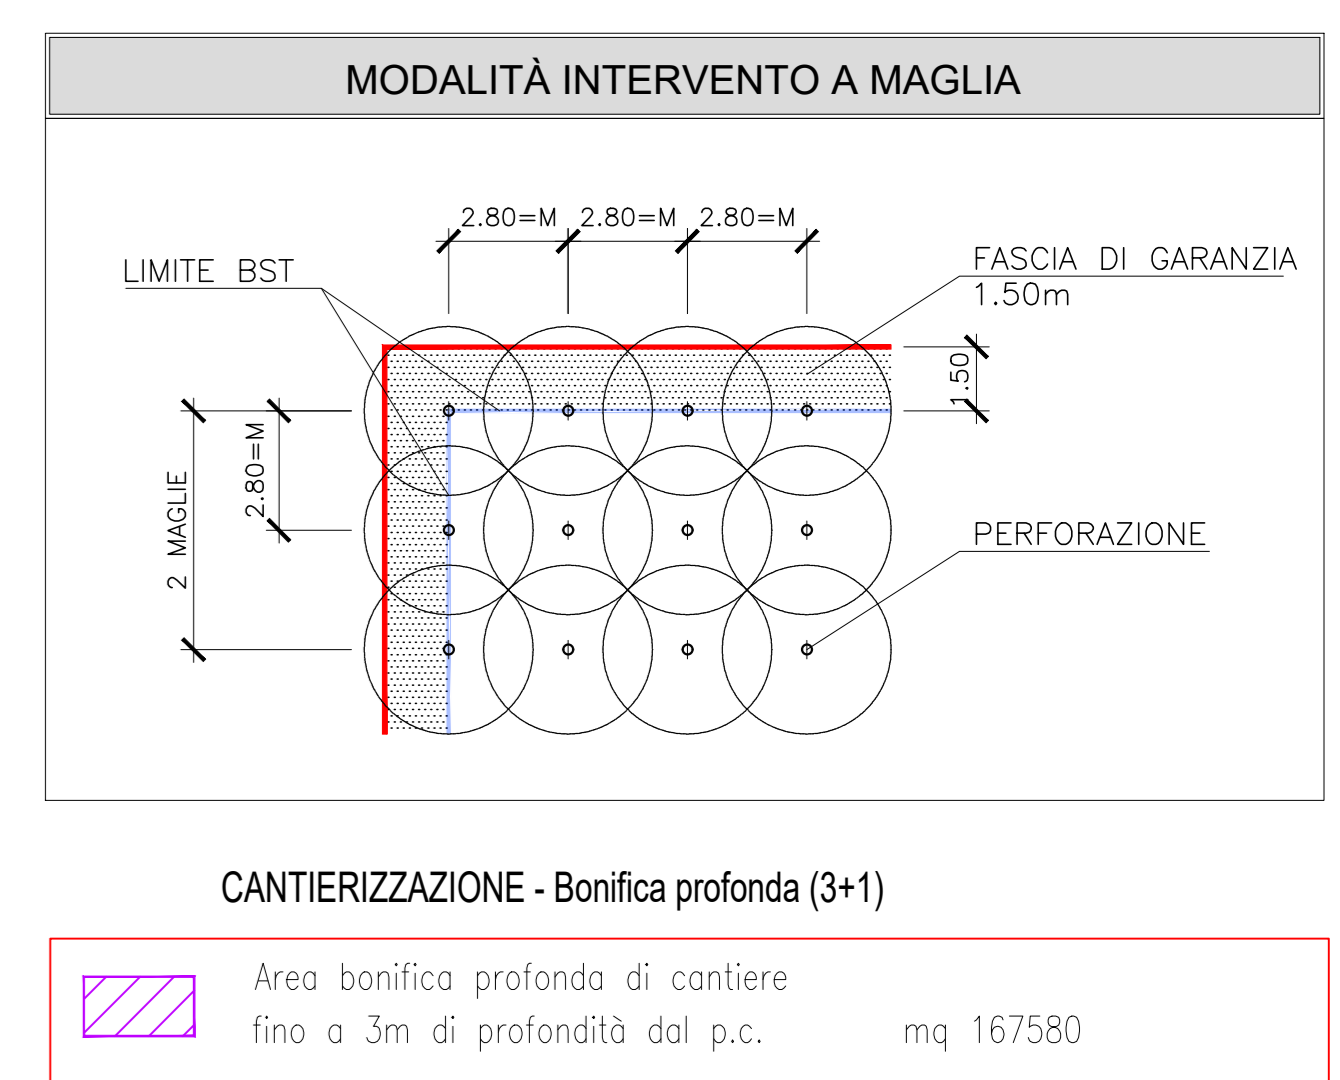 MODALITÀ INTERVENTO A MAGLIA
2.80=M 2.80=M 2.80=M
LIMITE BST
FASCIA DI GARANZIA
1.50m
1.50
2.80=M
2 MAGLIE
PERFORAZIONE
CANTIERIZZAZIONE - Bonifica profonda (3+1)
Area bonifica profonda di cantiere
fino a 3m di profondità dal p.c. mq 167580